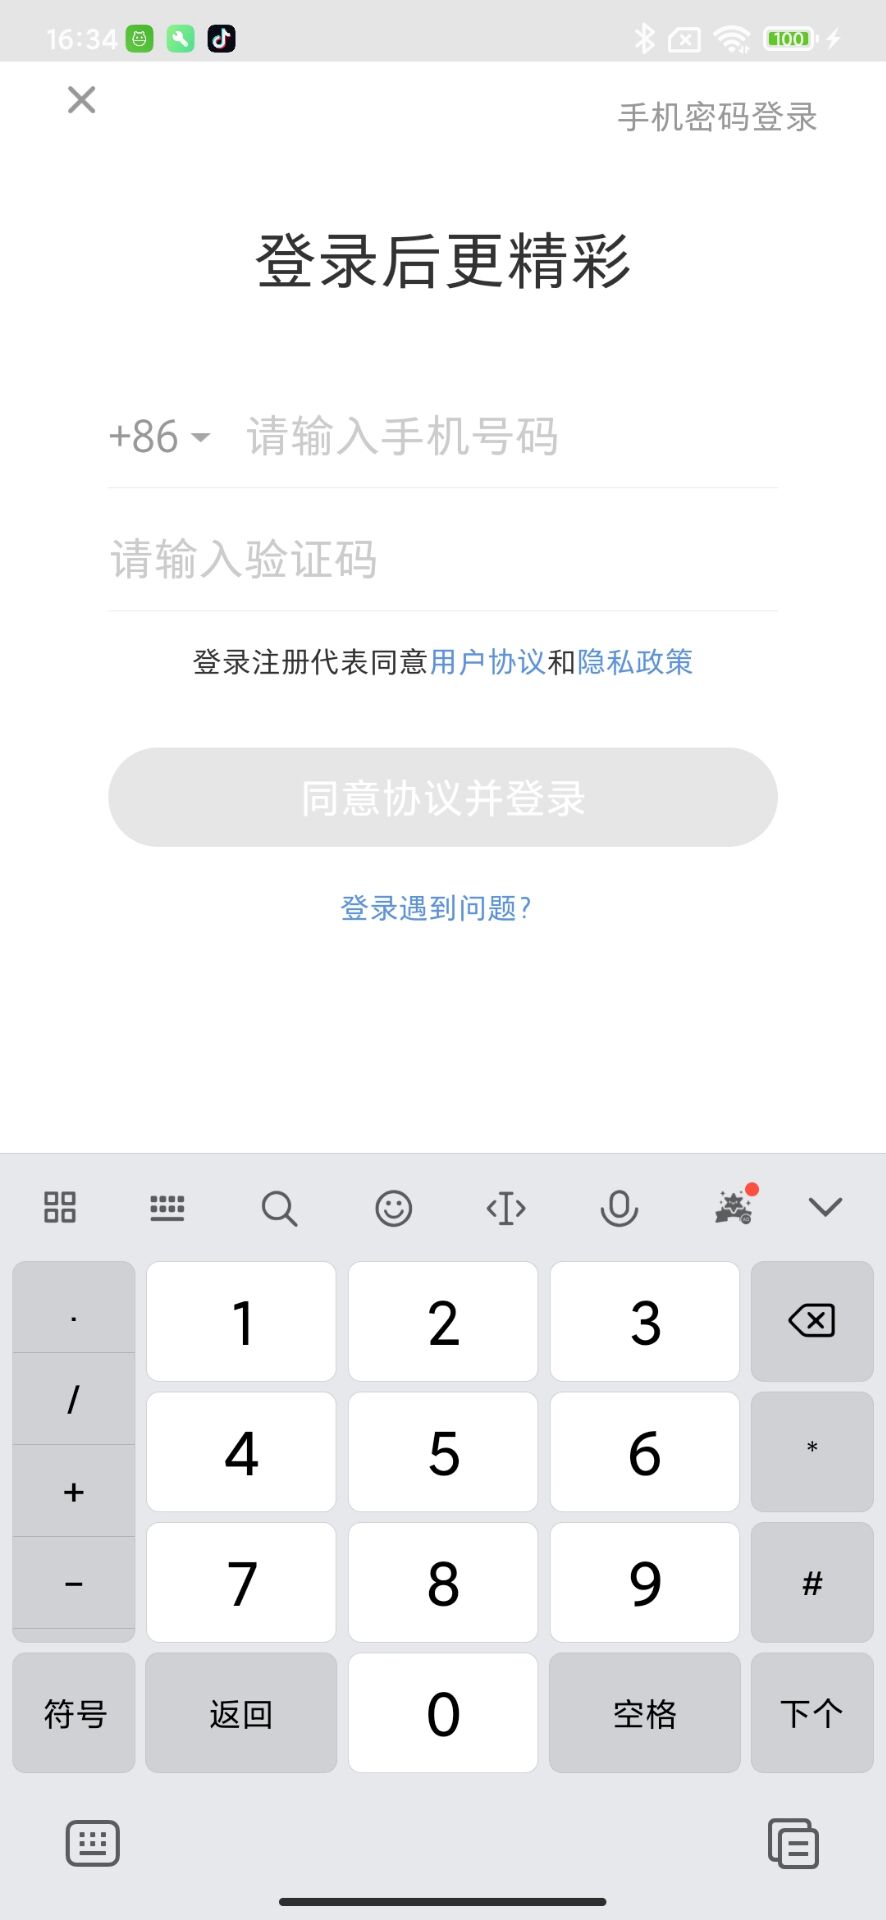 16:34
100
手机密码登录
登录后更精彩
+86 请输入手机号码
请输入验证码
登录注册代表同意用户协议和隐私政策
同意协议并登录
登录遇到问题?
. 1 2 3
/ 4 5 6 *
+
- 7 8 9 #
符号 返回 0 空格 下个